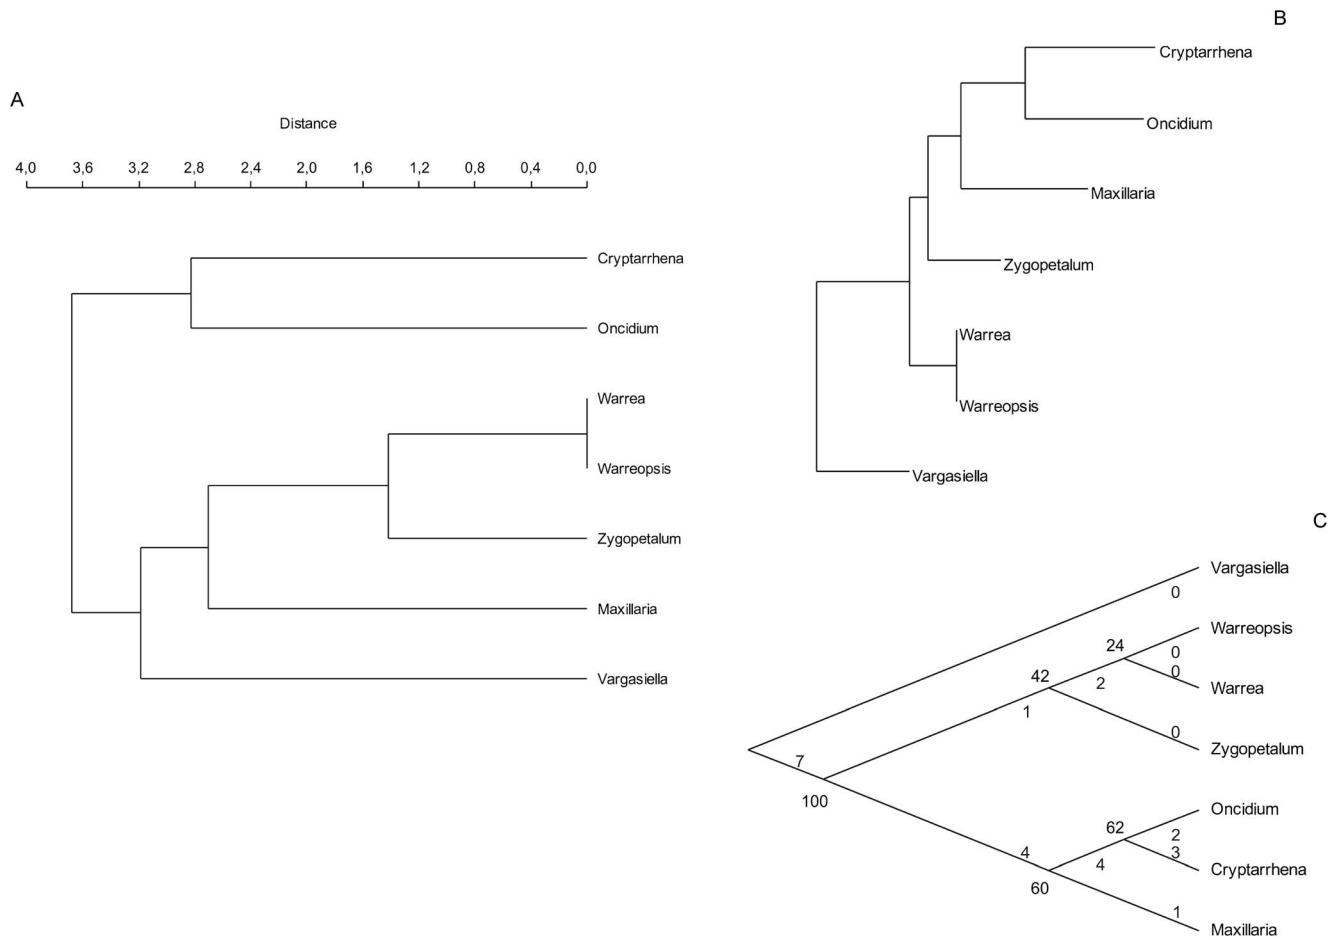 A
Distance
4,0 3,6 3,2 2,8 2,4 2,0 1,6 1,2 0,8 0,4 0,0
Cryptarrhena
Oncidium
Warrea
Warreopsis
Zygopetalum
Maxillaria
Vargasiella
B
Cryptarrhena
Oncidium
Maxillaria
Zygopetalum
Warrea
Warreopsis
Vargasiella
C
Vargasiella
0
Warreopsis
24
0
0
42
2
Warrea
1
0
Zygopetalum
7
100
Oncidium
62
2
4
3
4
Cryptarrhena
60
1
Maxillaria